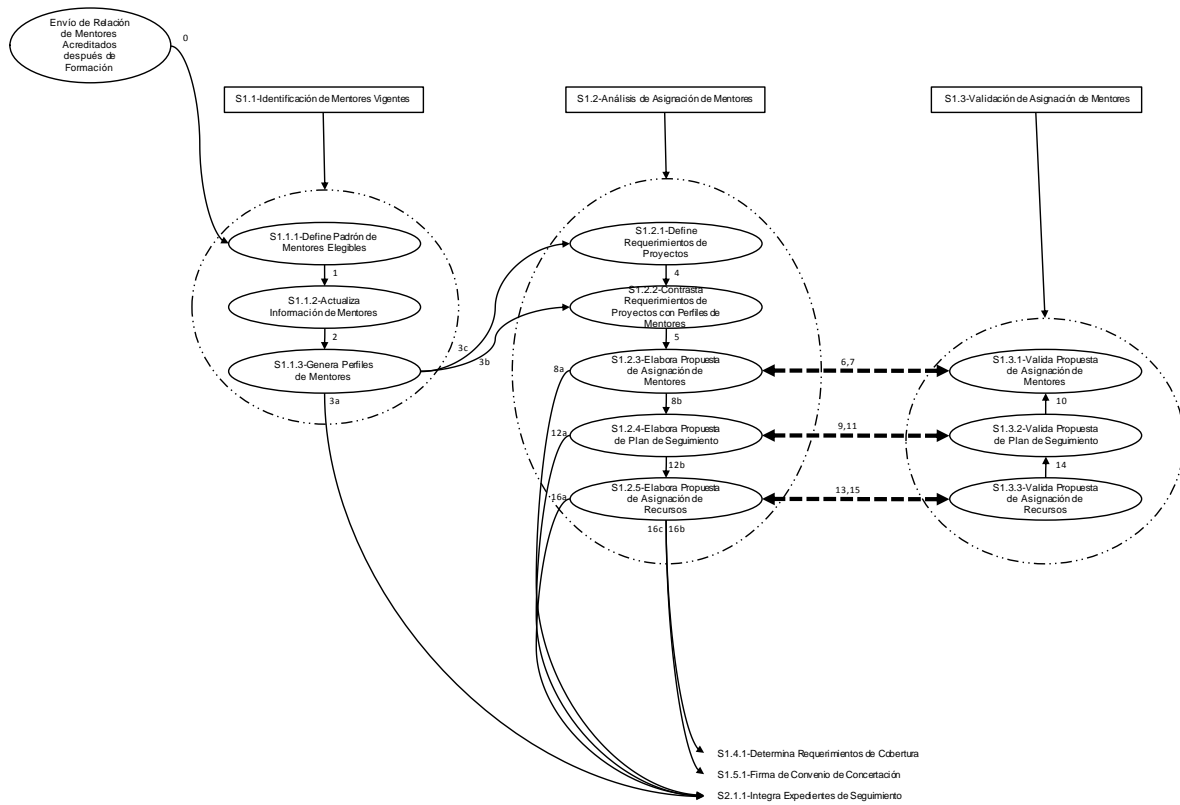 Envío de Relación
de Mentores
Acreditados
después de
Formación
0
S1.1-Identificación de Mentores Vigentes
S1.2-Análisis de Asignación de Mentores
S1.3-Validación de Asignación de Mentores
S1.1.1-Define Padrón de
Mentores Elegibles
1
S1.1.2-Actualiza
Información de Mentores
2
S1.1.3-Genera Perfiles
de Mentores
3a
3b
3c
S1.2.1-Define
Requerimientos de
Proyectos
4
S1.2.2-Contrasta
Requerimientos de
Proyectos con Perfiles de
Mentores
5
S1.2.3-Elabora Propuesta
de Asignación de
Mentores
8a
8b
6,7
S1.2.4-Elabora Propuesta
de Plan de Seguimiento
12a
12b
9,11
S1.2.5-Elabora Propuesta
de Asignación de
Recursos
16a
16c
16b
13,15
S1.3.1-Valida Propuesta
de Asignación de
Mentores
10
S1.3.2-Valida Propuesta
de Plan de Seguimiento
14
S1.3.3-Valida Propuesta
de Asignación de
Recursos
S1.4.1-Determina Requerimientos de Cobertura
S1.5.1-Firma de Convenio de Concertación
S2.1.1-Integra Expedientes de Seguimiento